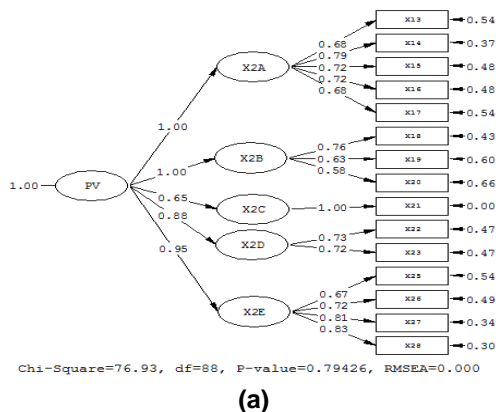 X13 0.54
0.68
X14 0.37
0.79
X2A 0.72 X15 0.48
0.72
X16 0.48
0.68
X17 0.54
1.00
X18 0.43
0.76
1.00 X2B 0.63 X19 0.60
0.58
X20 0.66
1.00 PV 0.65 X2C 1.00 X21 0.00
0.88
X22 0.47
X2D 0.73
0.72
X23 0.47
0.95
X25 0.54
0.67
X26 0.49
0.72
X2E 0.81 X27 0.34
0.83
X28 0.30
Chi-Square=76.93, df=88, P-value=0.79426, RMSEA=0.000
(a)